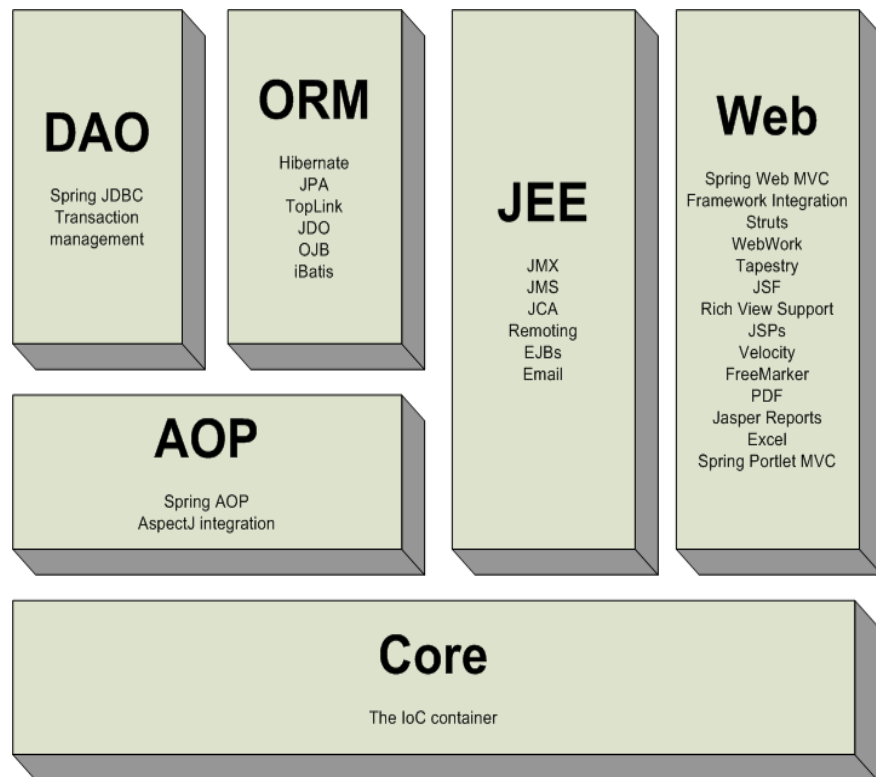 DAO
Spring JDBC
Transaction
management
ORM
Hibernate
JPA
TopLink
JDO
OJB
iBatis
JEE
JMX
JMS
JCA
Remoting
EJBs
Email
Web
Spring Web MVC
Framework Integration
Struts
WebWork
Tapestry
JSF
Rich View Support
JSPs
Velocity
FreeMarker
PDF
Jasper Reports
Excel
Spring Portlet MVC
AOP
Spring AOP
AspectJ integration
Core
The IoC container